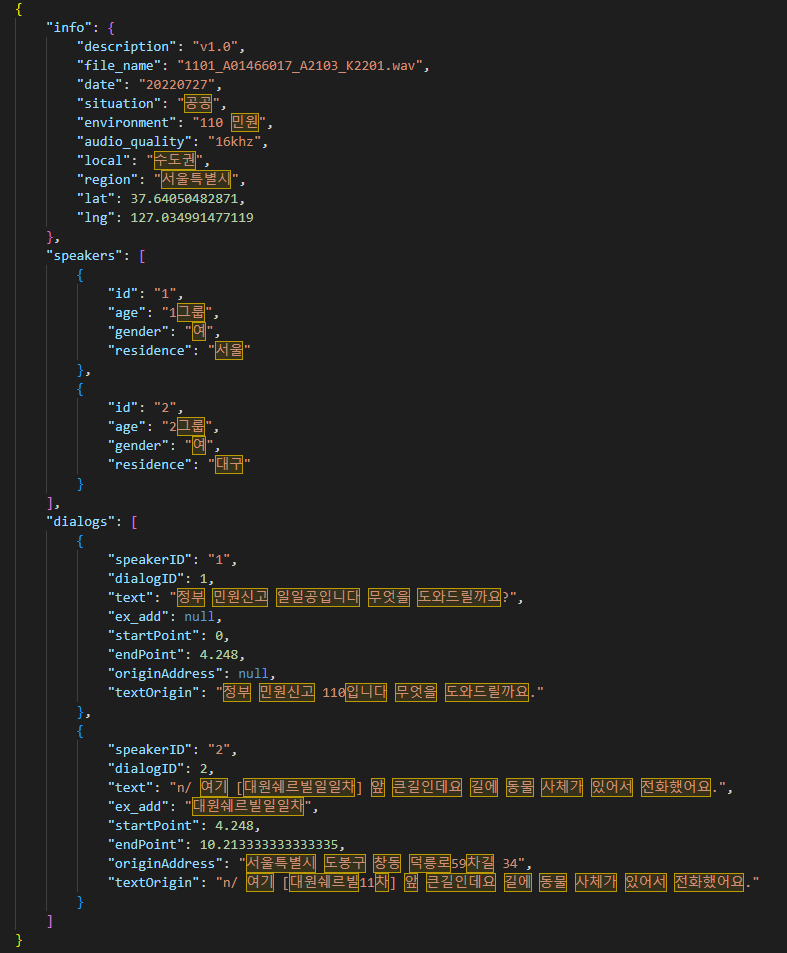 {
"info": {
"description": "v1.0",
"file_name": "1101_A01466017_A2103_K2201.wav",
"date": "20220727",
"situation": "공공",
"environment": "110 민원",
"audio_quality": "16khz",
"local": "수도권",
"region": "서울특별시",
"lat": 37.64050482871,
"lng": 127.034991477119
},
"speakers": [
{
"id": "1",
"age": "1그룹",
"gender": "여",
"residence": "서울"
},
{
"id": "2",
"age": "2그룹",
"gender": "여",
"residence": "대구"
}
],
"dialogs": [
{
"speakerID": "1",
"dialogID": 1,
"text": "정부 민원신고 일일공입니다 무엇을 도와드릴까요?",
"ex_add": null,
"startPoint": 0,
"endPoint": 4.248,
"originAddress": null,
"textOrigin": "정부 민원신고 110입니다 무엇을 도와드릴까요."
},
{
"speakerID": "2",
"dialogID": 2,
"text": "n/ 여기 [대원쉐르빌일일차] 앞 큰길인데요 길에 동물 사체가 있어서 전화했어요.",
"ex_add": "대원쉐르빌일일차",
"startPoint": 4.248,
"endPoint": 10.213333333333335,
"originAddress": "서울특별시 도봉구 창동 덕릉로59차길 34",
"textOrigin": "n/ 여기 [대원쉐르빌11차] 앞 큰길인데요 길에 동물 사체가 있어서 전화했어요."
}
]
}